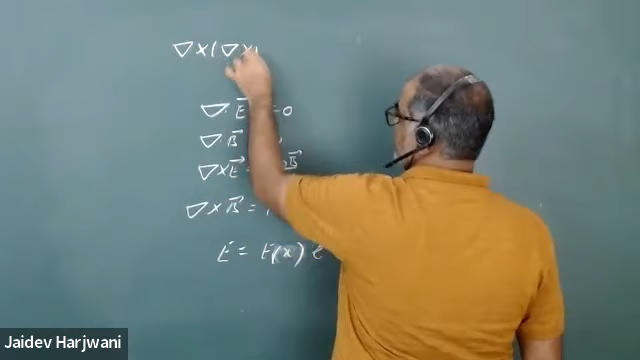 ∇ × ( ∇ ×
∇ · E⃗ = 0
∇ · B⃗
∇ × E⃗ = B⃗
∇ × B⃗ =
E⃗ = E(x) e
Jaidev Harjwani